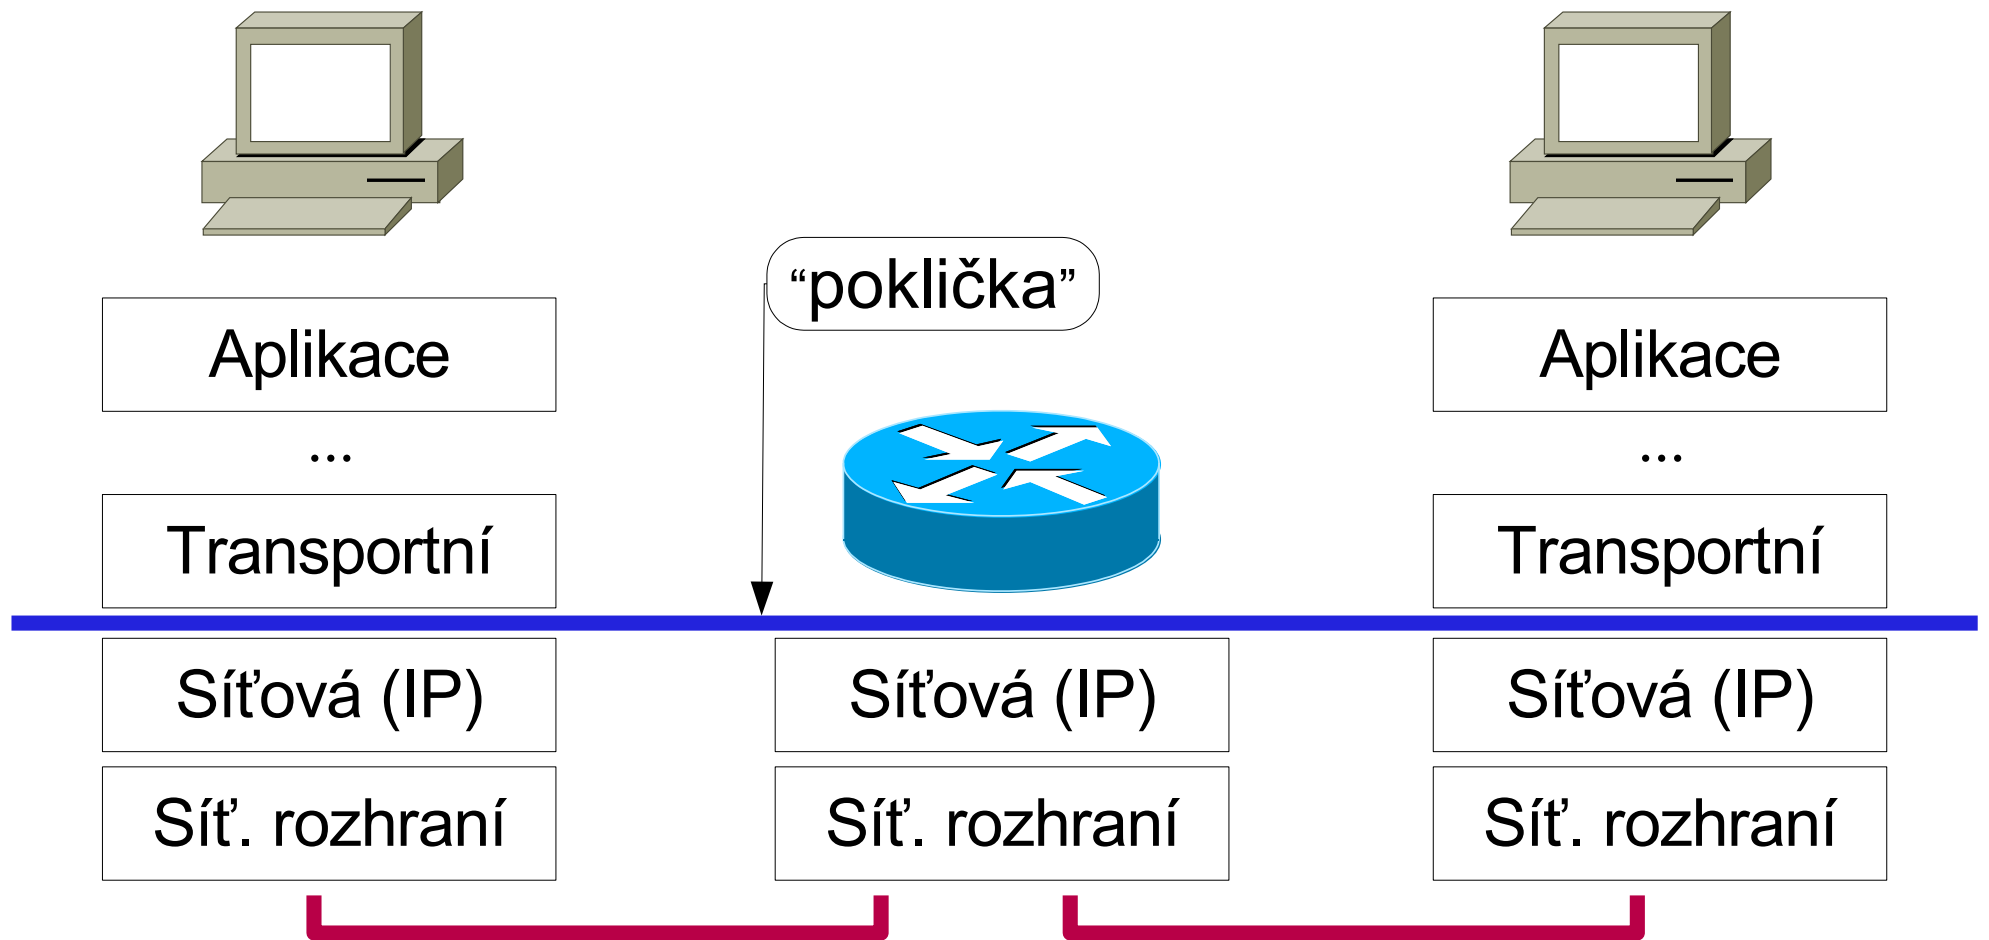 “poklička”
Aplikace
...
Transportní
Síťová (IP)
Síť. rozhraní
Síťová (IP)
Síť. rozhraní
Aplikace
...
Transportní
Síťová (IP)
Síť. rozhraní